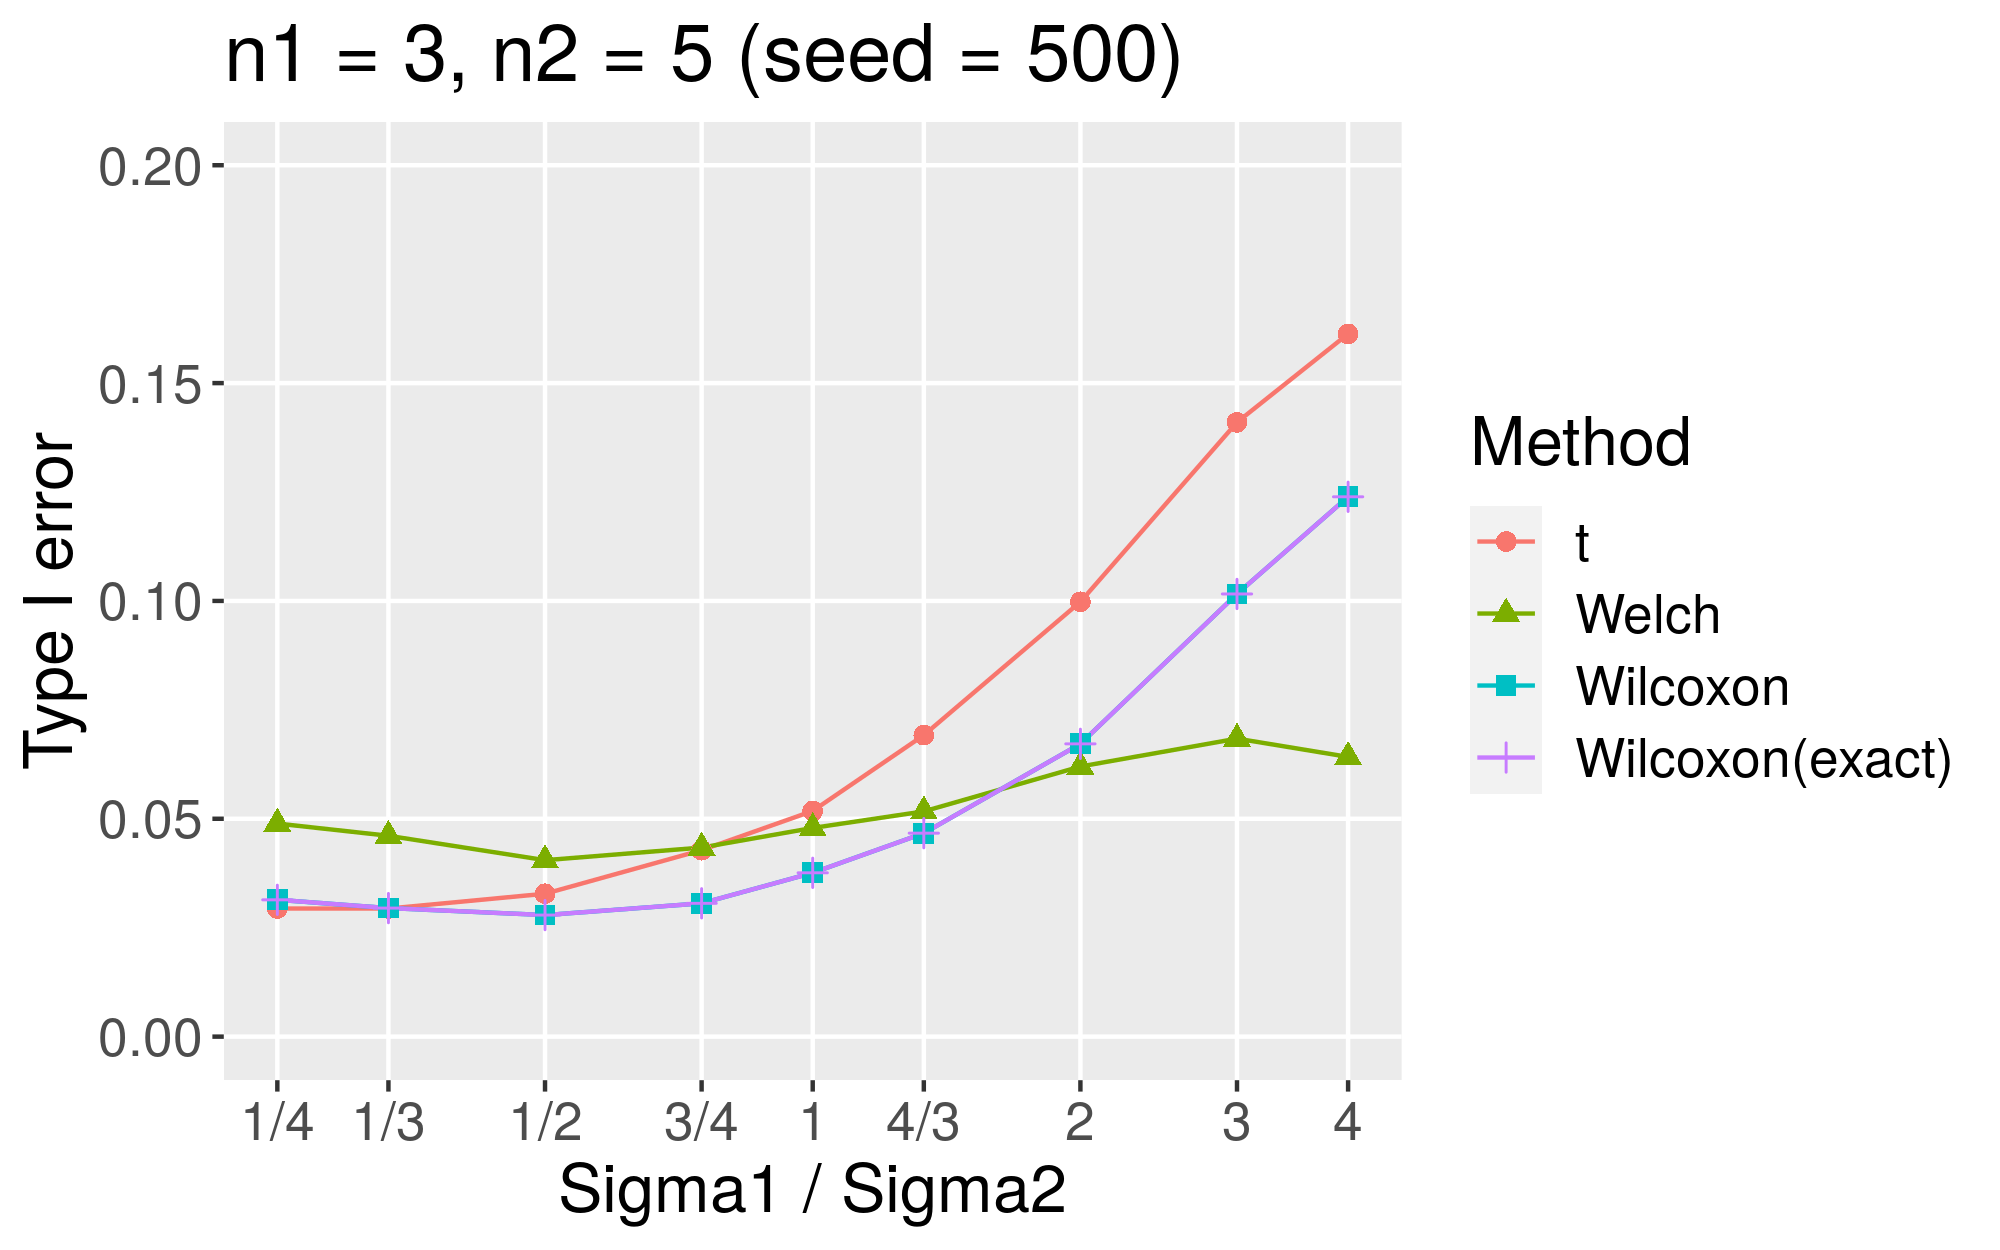 n1 = 3, n2 = 5 (seed = 500)
Type I error
0.20
0.15
0.10
0.05
0.00
1/4 1/3 1/2 3/4 1 4/3 2 3 4
Sigma1 / Sigma2
Method
t
Welch
Wilcoxon
Wilcoxon(exact)